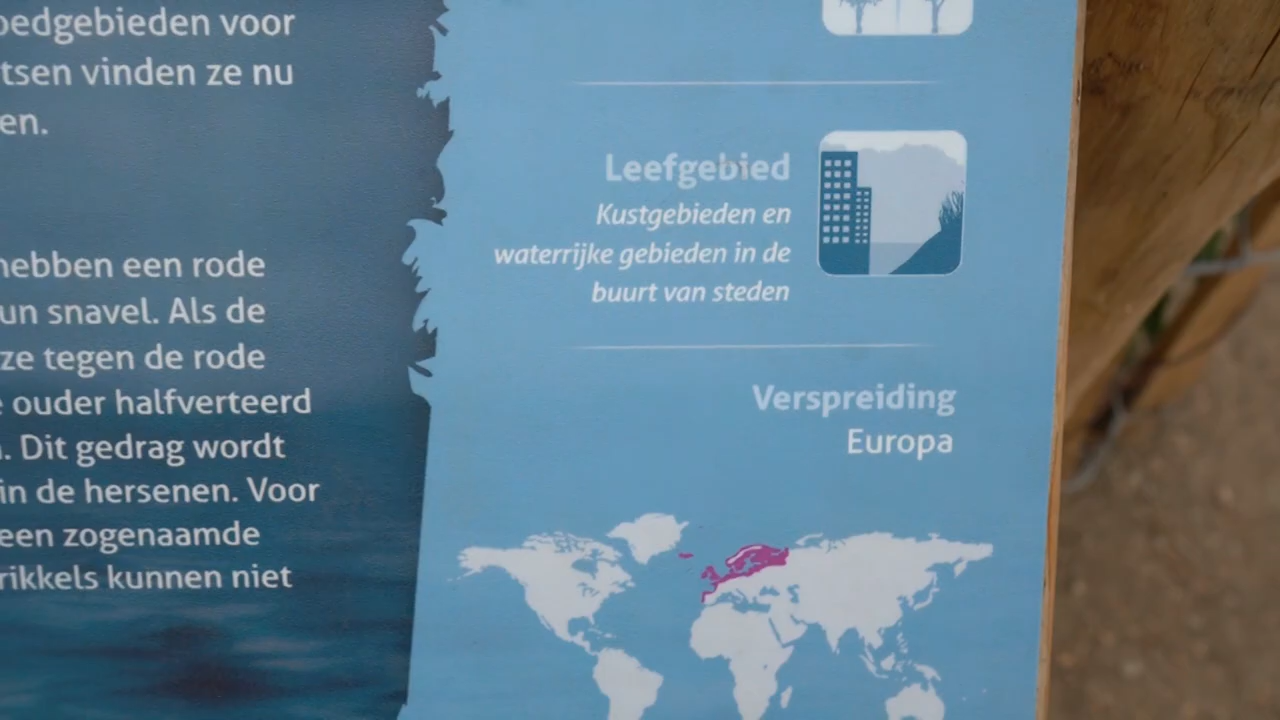 oedgebieden voor
tsen vinden ze nu
en.
hebben een rode
un snavel. Als de
ze tegen de rode
e ouder halfverteerd
n. Dit gedrag wordt
in de hersenen. Voor
een zogenaamde
rikkels kunnen niet
Leefgebied
Kustgebieden en
waterrijke gebieden in de
buurt van steden
Verspreiding
Europa